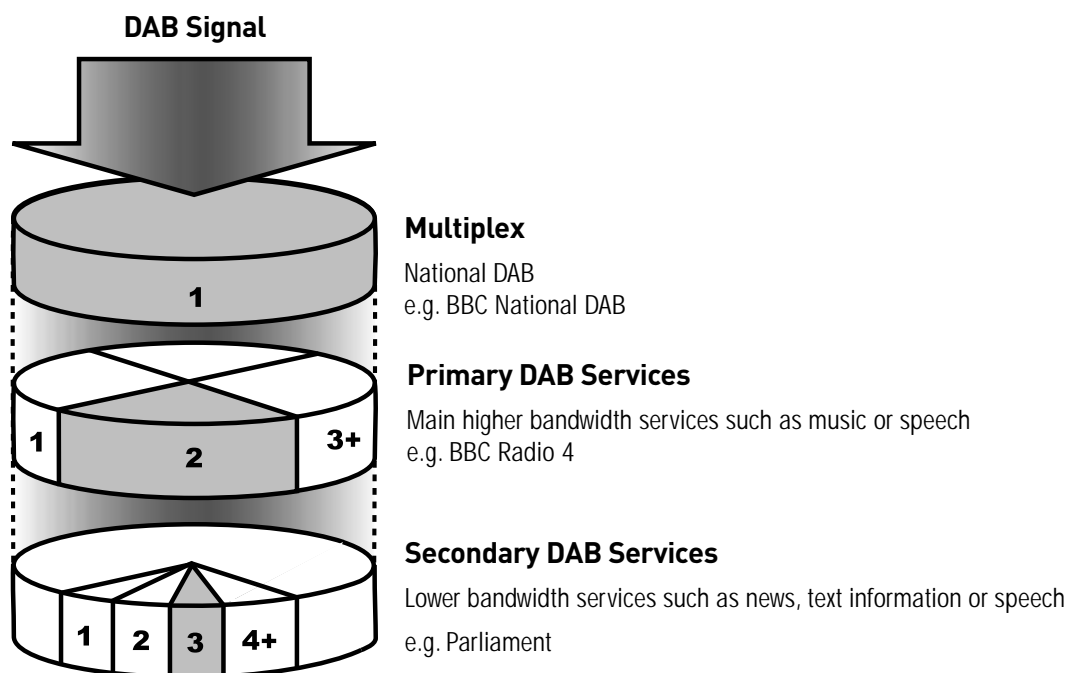 DAB Signal
1
Multiplex
National DAB
e.g. BBC National DAB
1
2
3+
Primary DAB Services
Main higher bandwidth services such as music or speech
e.g. BBC Radio 4
1
2
3
4+
Secondary DAB Services
Lower bandwidth services such as news, text information or speech
e.g. Parliament